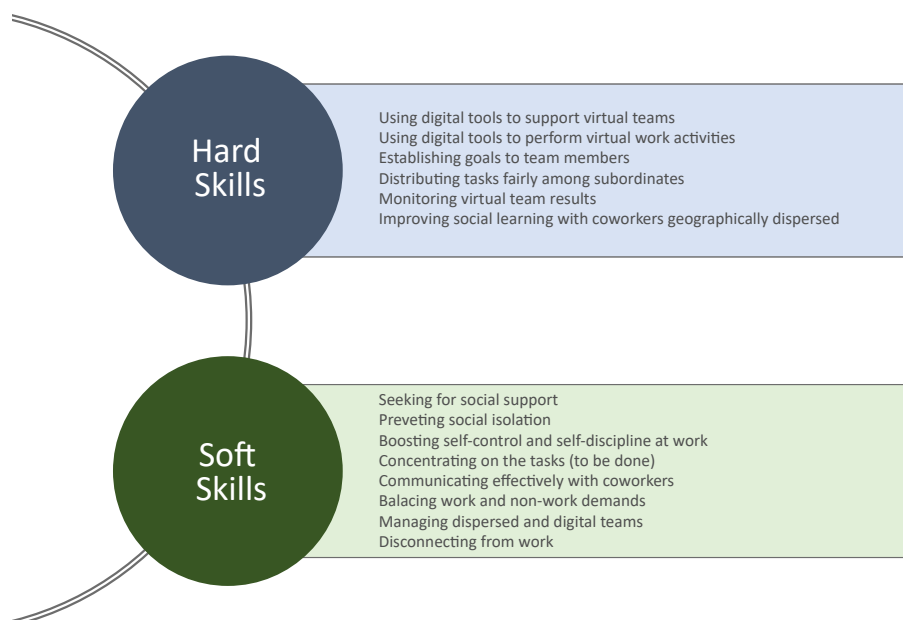 Hard
Skills
Using digital tools to support virtual teams
Using digital tools to perform virtual work activities
Establishing goals to team members
Distributing tasks fairly among subordinates
Monitoring virtual team results
Improving social learning with coworkers geographically dispersed
Soft
Skills
Seeking for social support
Preveting social isolation
Boosting self-control and self-discipline at work
Concentrating on the tasks (to be done)
Communicating effectively with coworkers
Balacing work and non-work demands
Managing dispersed and digital teams
Disconnecting from work